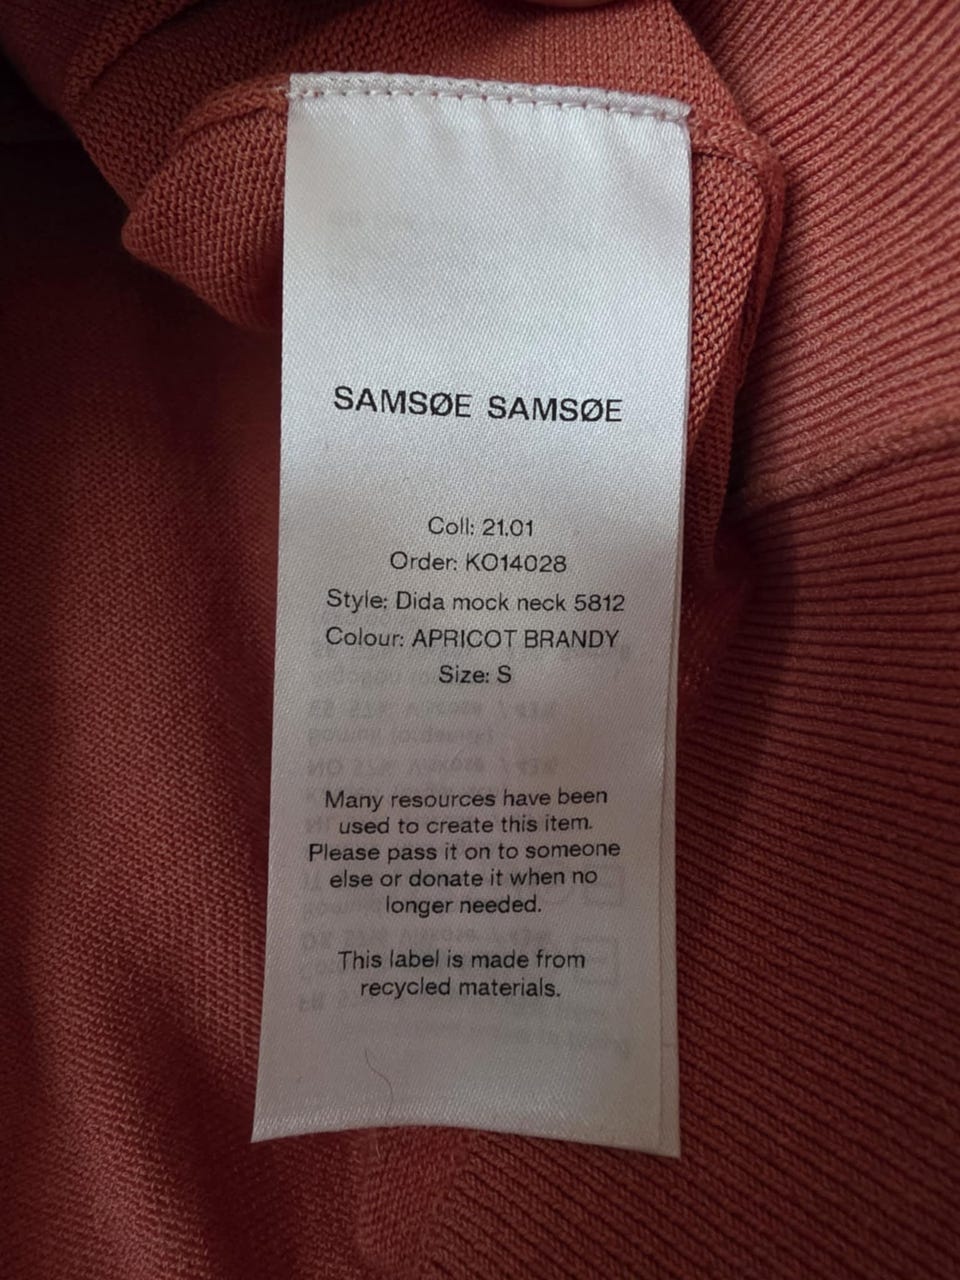 SAMSØE SAMSØE
Coll: 21.01
Order: KO14028
Style: Dida mock neck 5812
Colour: APRICOT BRANDY
Size: S
Many resources have been
used to create this item.
Please pass it on to someone
else or donate it when no
longer needed.
This label is made from
recycled materials.